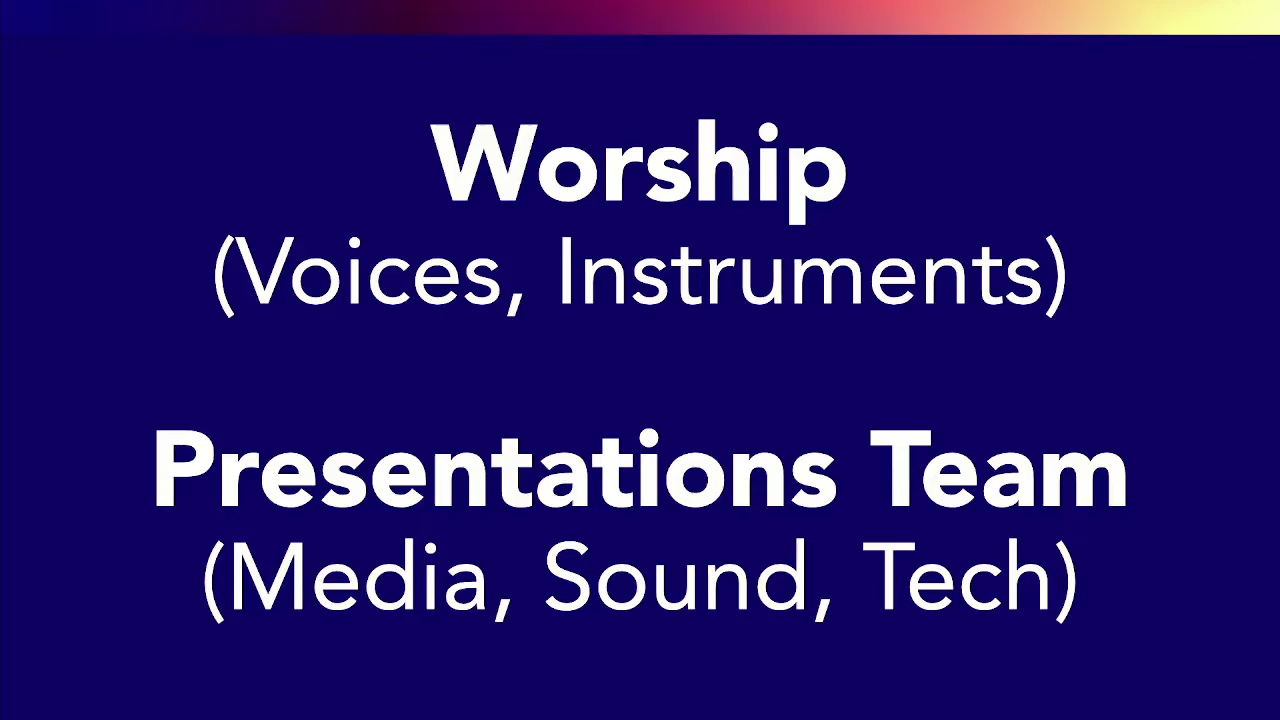 Worship
(Voices, Instruments)
Presentations Team
(Media, Sound, Tech)